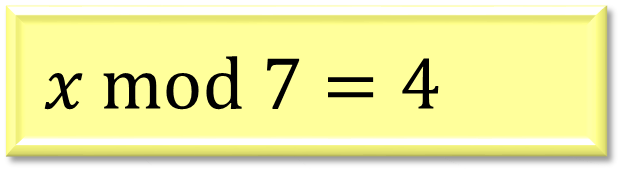 x mod 7 = 4